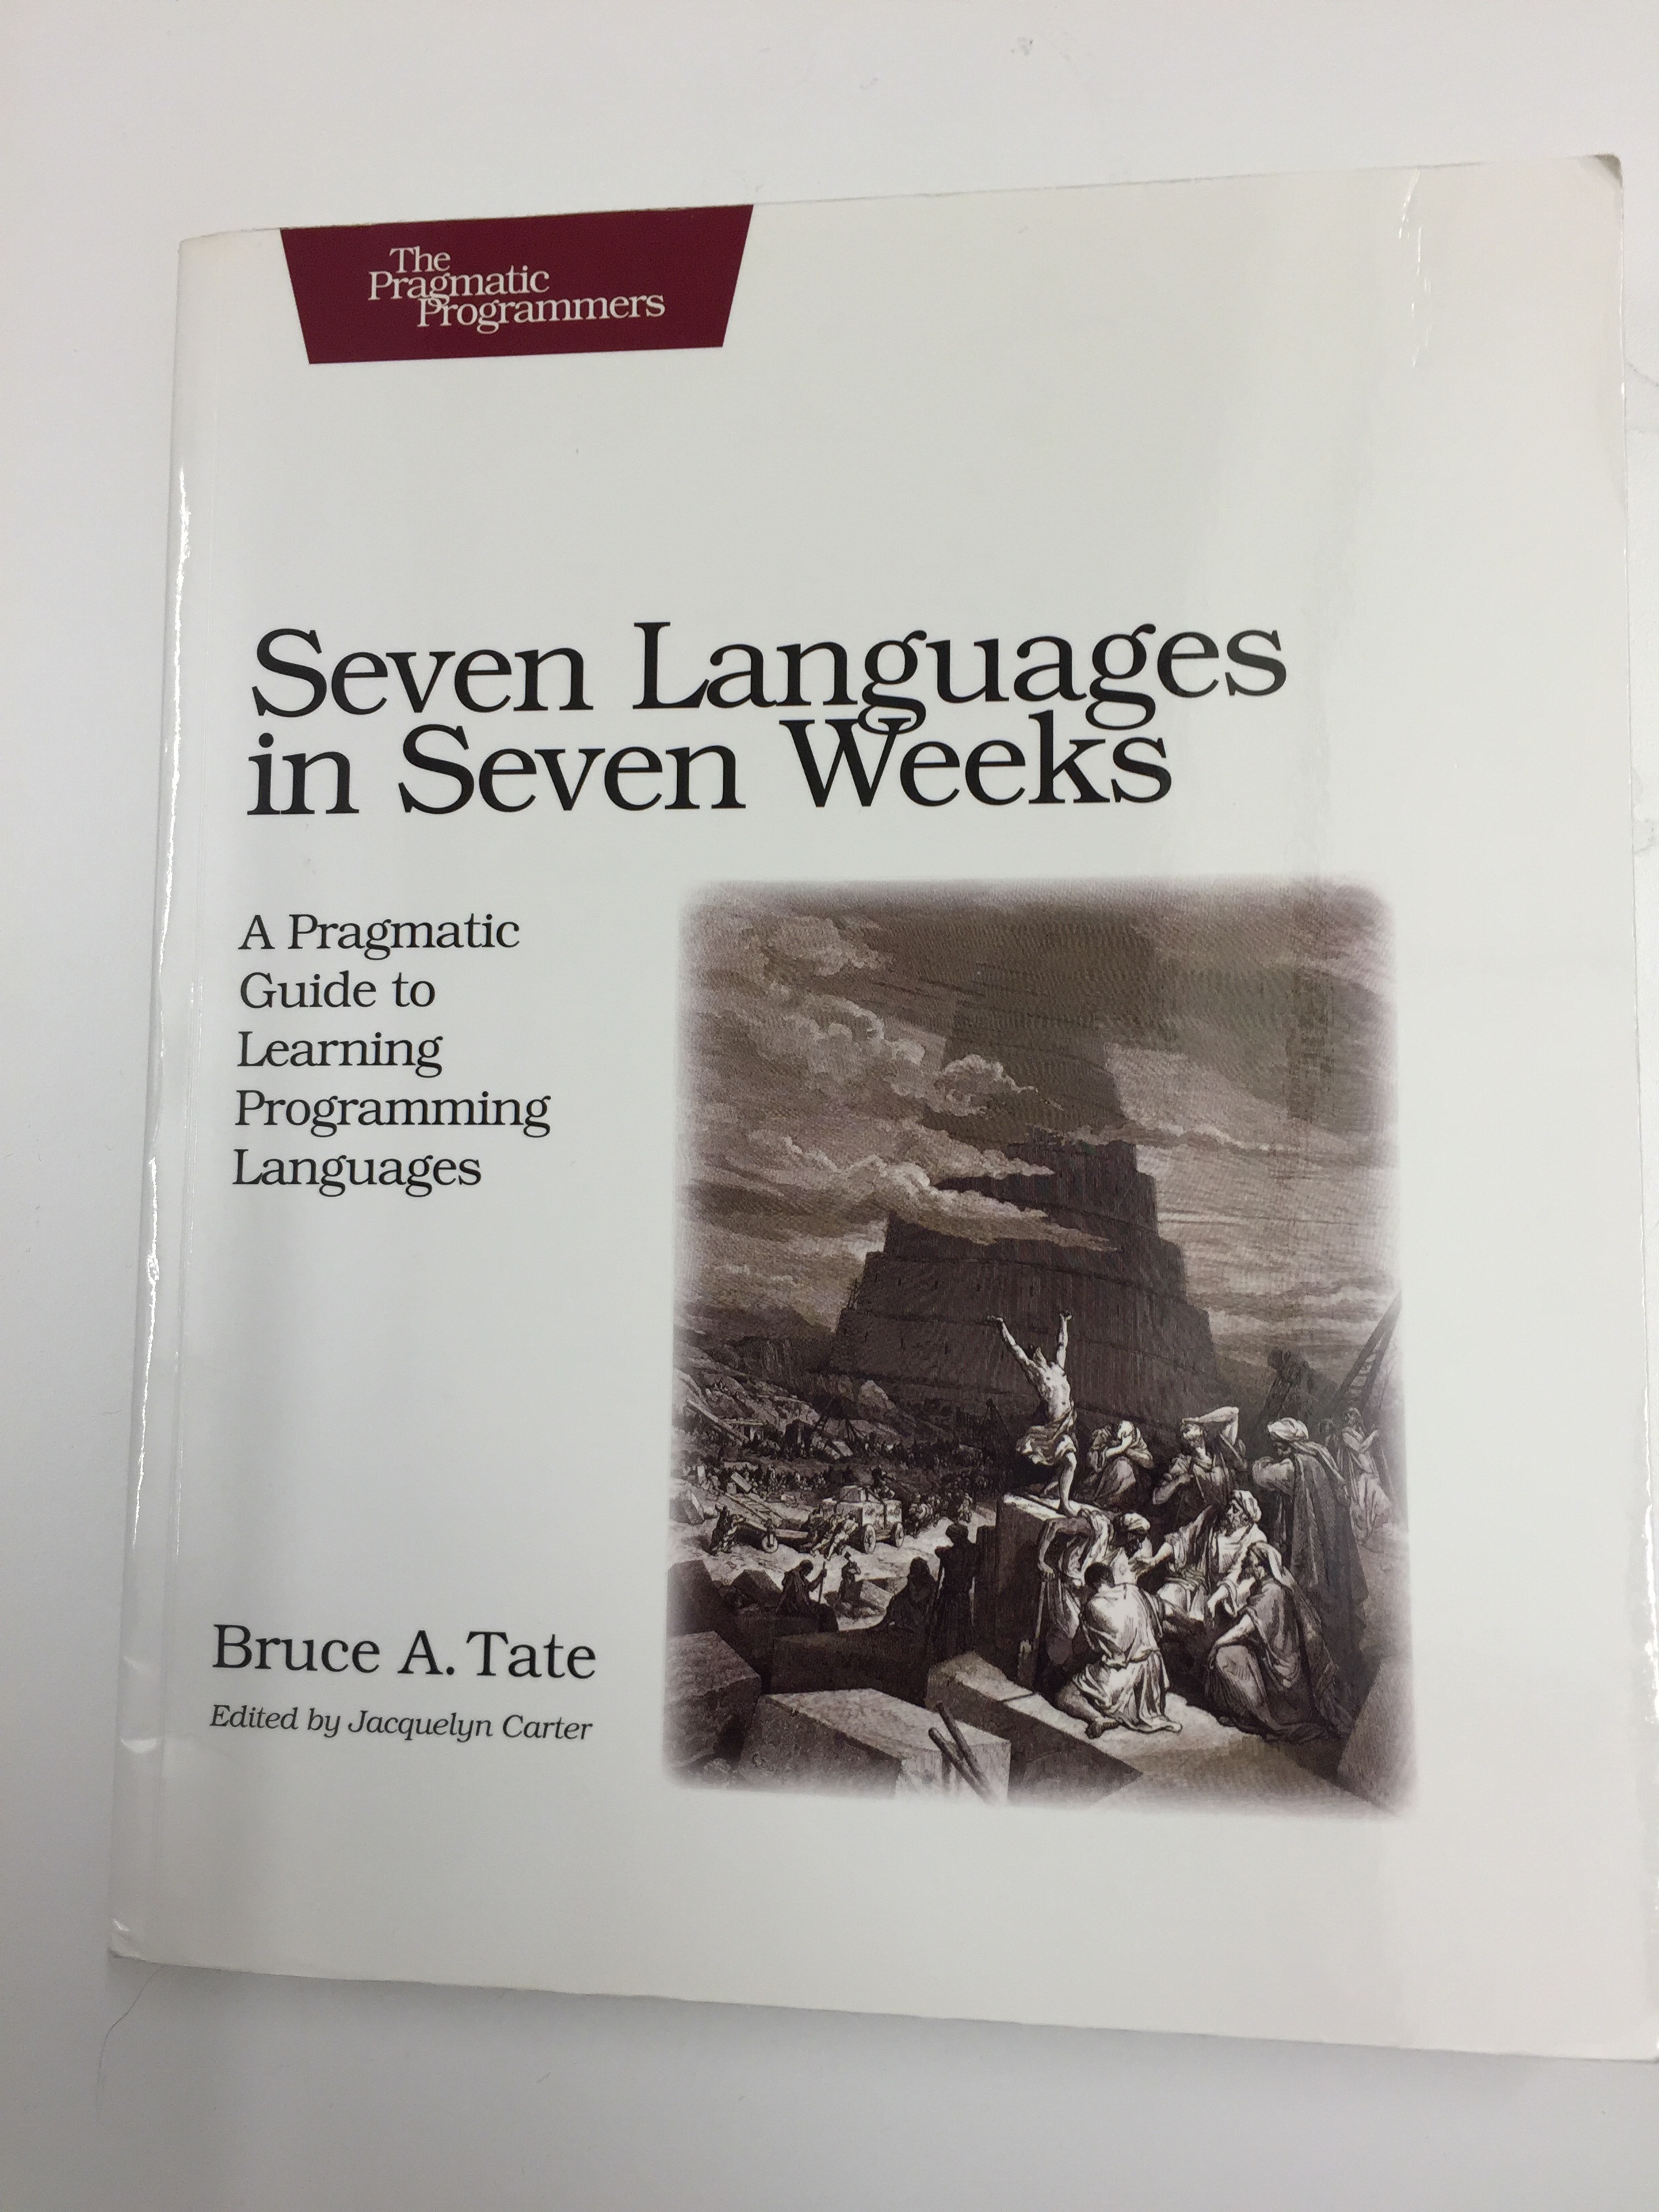 The
Pragmatic
Programmers
Seven Languages
in Seven Weeks
A Pragmatic
Guide to
Learning
Programming
Languages
Bruce A. Tate
Edited by Jacquelyn Carter